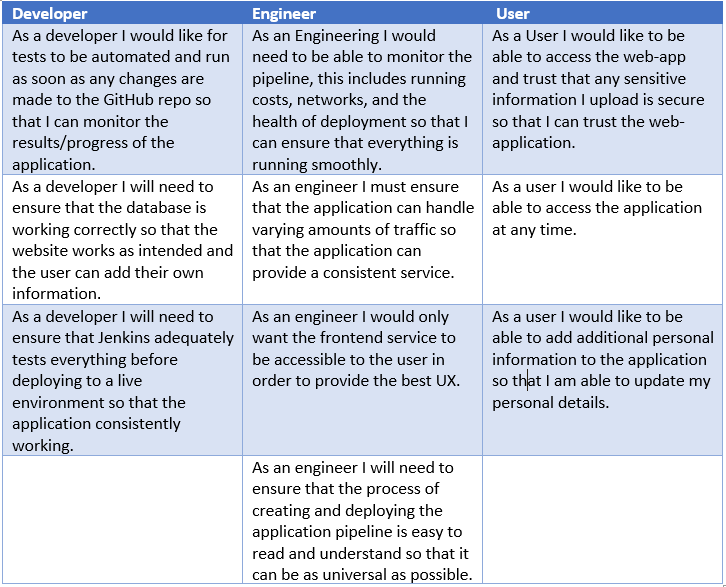 Developer
Engineer
User
As a developer I would like for
tests to be automated and run
as soon as any changes are
made to the GitHub repo so
that I can monitor the
results/progress of the
application.
As an Engineering I would
need to be able to monitor the
pipeline, this includes running
costs, networks, and the
health of deployment so that I
can ensure that everything is
running smoothly.
As a User I would like to be
able to access the web-app
and trust that any sensitive
information I upload is secure
so that I can trust the web-
application.
As a developer I will need to
ensure that the database is
working correctly so that the
website works as intended and
the user can add their own
information.
As an engineer I must ensure
that the application can handle
varying amounts of traffic so
that the application can
provide a consistent service.
As a user I would like to be
able to access the application
at any time.
As a developer I will need to
ensure that Jenkins adequately
tests everything before
deploying to a live
environment so that the
application consistently
working.
As an engineer I would only
want the frontend service to
be accessible to the user in
order to provide the best UX.
As a user I would like to be
able to add additional personal
information to the application
so that I am able to update my
personal details.
As an engineer I will need to
ensure that the process of
creating and deploying the
application pipeline is easy to
read and understand so that it
can be as universal as possible.